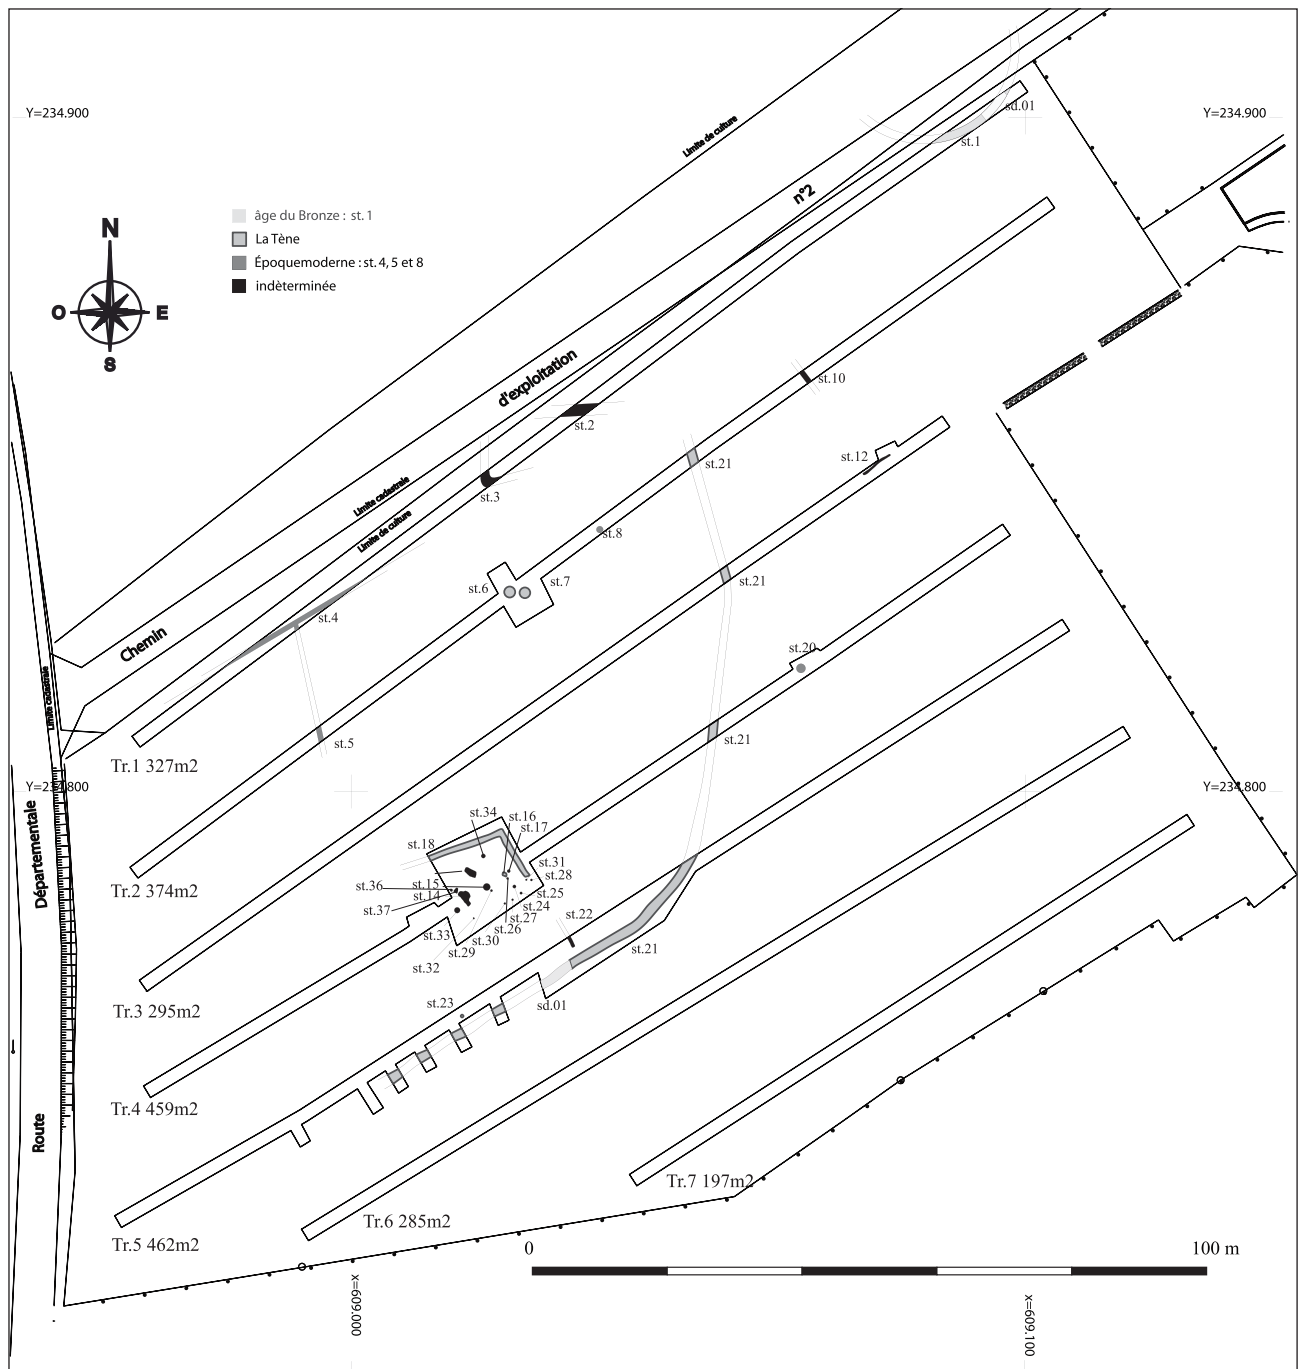 Y=234.900
Y=234.900
Limite de culture
sd.01
st.1
n°2
âge du Bronze : st. 1
La Tène
Époquemoderne : st. 4, 5 et 8
indèterminée
N
O
E
S
d'exploitation
st.10
st.2
st.21
st.12
st.3
Limite cadastrale
Limite de culture
st.8
st.6
st.7
st.21
st.4
Chemin
st.20
Limite cadastrale
st.5
st.21
Tr.1 327m2
Y=234.800
Y=234.800
Départementale
st.34
st.16
st.17
st.18
st.31
st.28
Tr.2 374m2
st.36
st.15
st.14
st.25
st.24
st.37
st.27
st.26
st.22
st.33
st.30
st.29
st.21
st.32
Tr.3 295m2
st.23
sd.01
Tr.4 459m2
Route
Tr.7 197m2
Tr.6 285m2
Tr.5 462m2
0
100 m
x=609.000
x=609.100